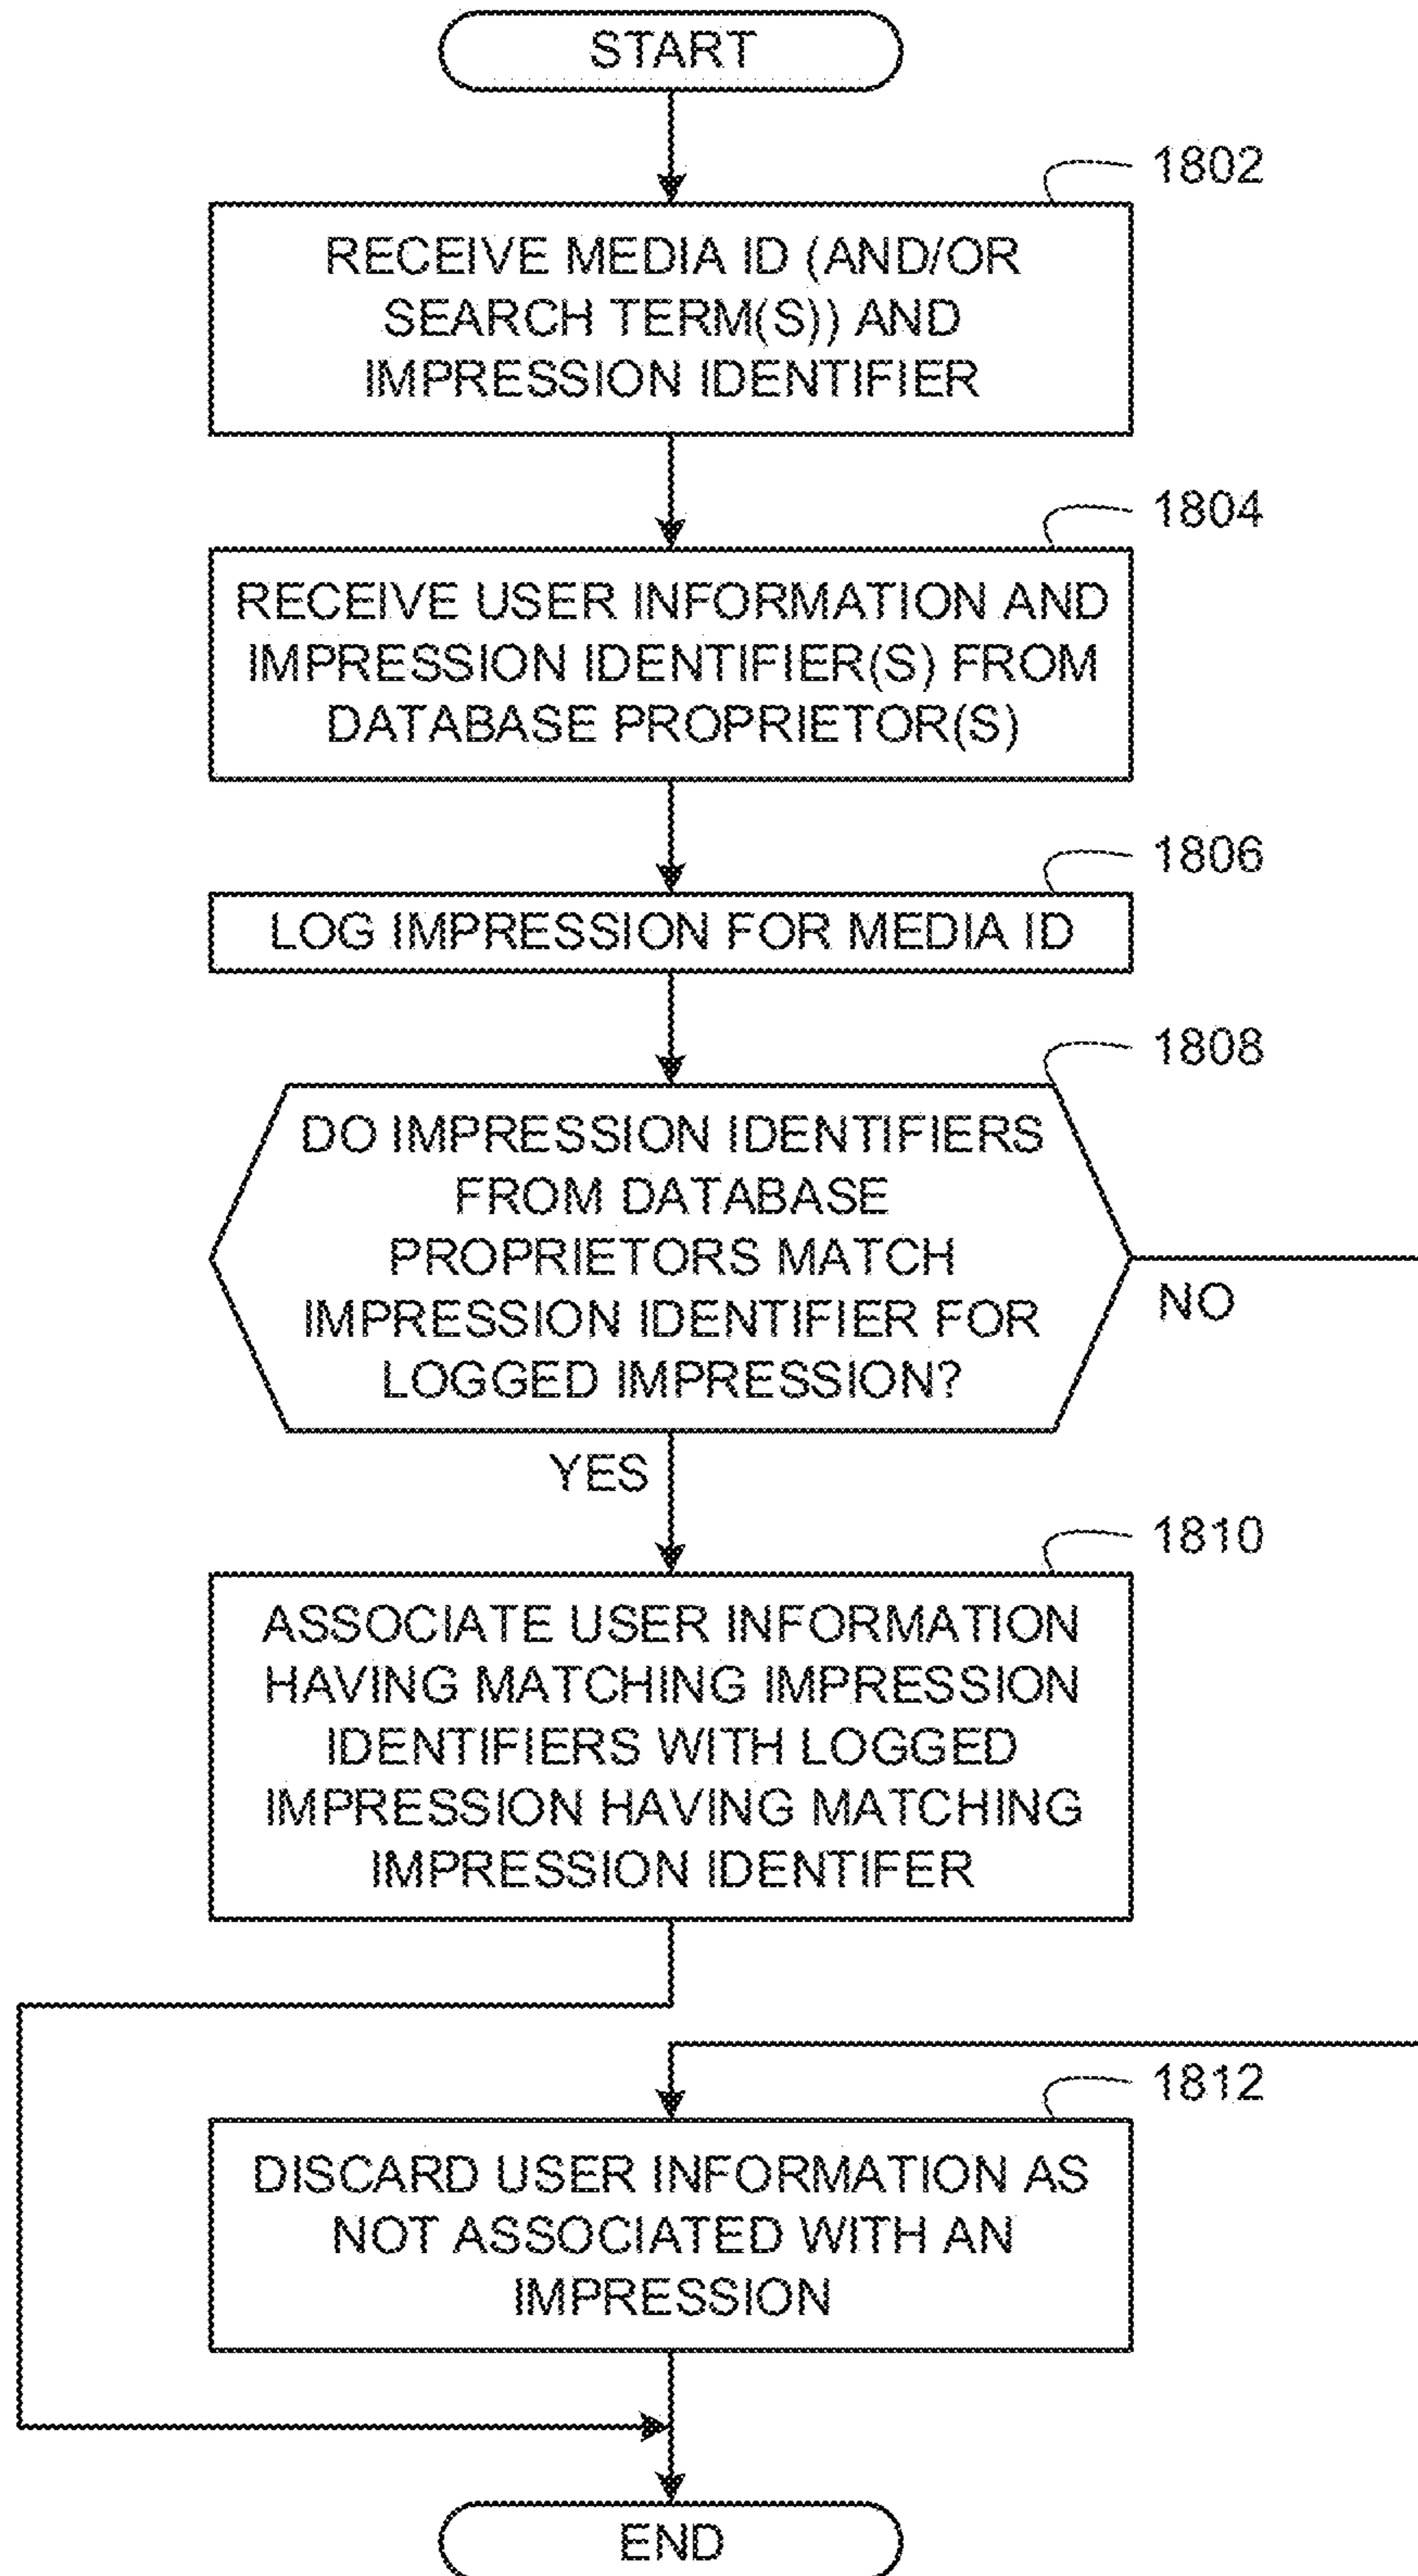 START
1802
RECEIVE MEDIA ID (AND/OR
SEARCH TERM(S)) AND
IMPRESSION IDENTIFIER
1804
RECEIVE USER INFORMATION AND
IMPRESSION IDENTIFIER(S) FROM
DATABASE PROPRIETOR(S)
1806
LOG IMPRESSION FOR MEDIA ID
1808
DO IMPRESSION IDENTIFIERS
FROM DATABASE
PROPRIETORS MATCH
IMPRESSION IDENTIFIER FOR
LOGGED IMPRESSION?
NO
YES
1810
ASSOCIATE USER INFORMATION
HAVING MATCHING IMPRESSION
IDENTIFIERS WITH LOGGED
IMPRESSION HAVING MATCHING
IMPRESSION IDENTIFER
1812
DISCARD USER INFORMATION AS
NOT ASSOCIATED WITH AN
IMPRESSION
END